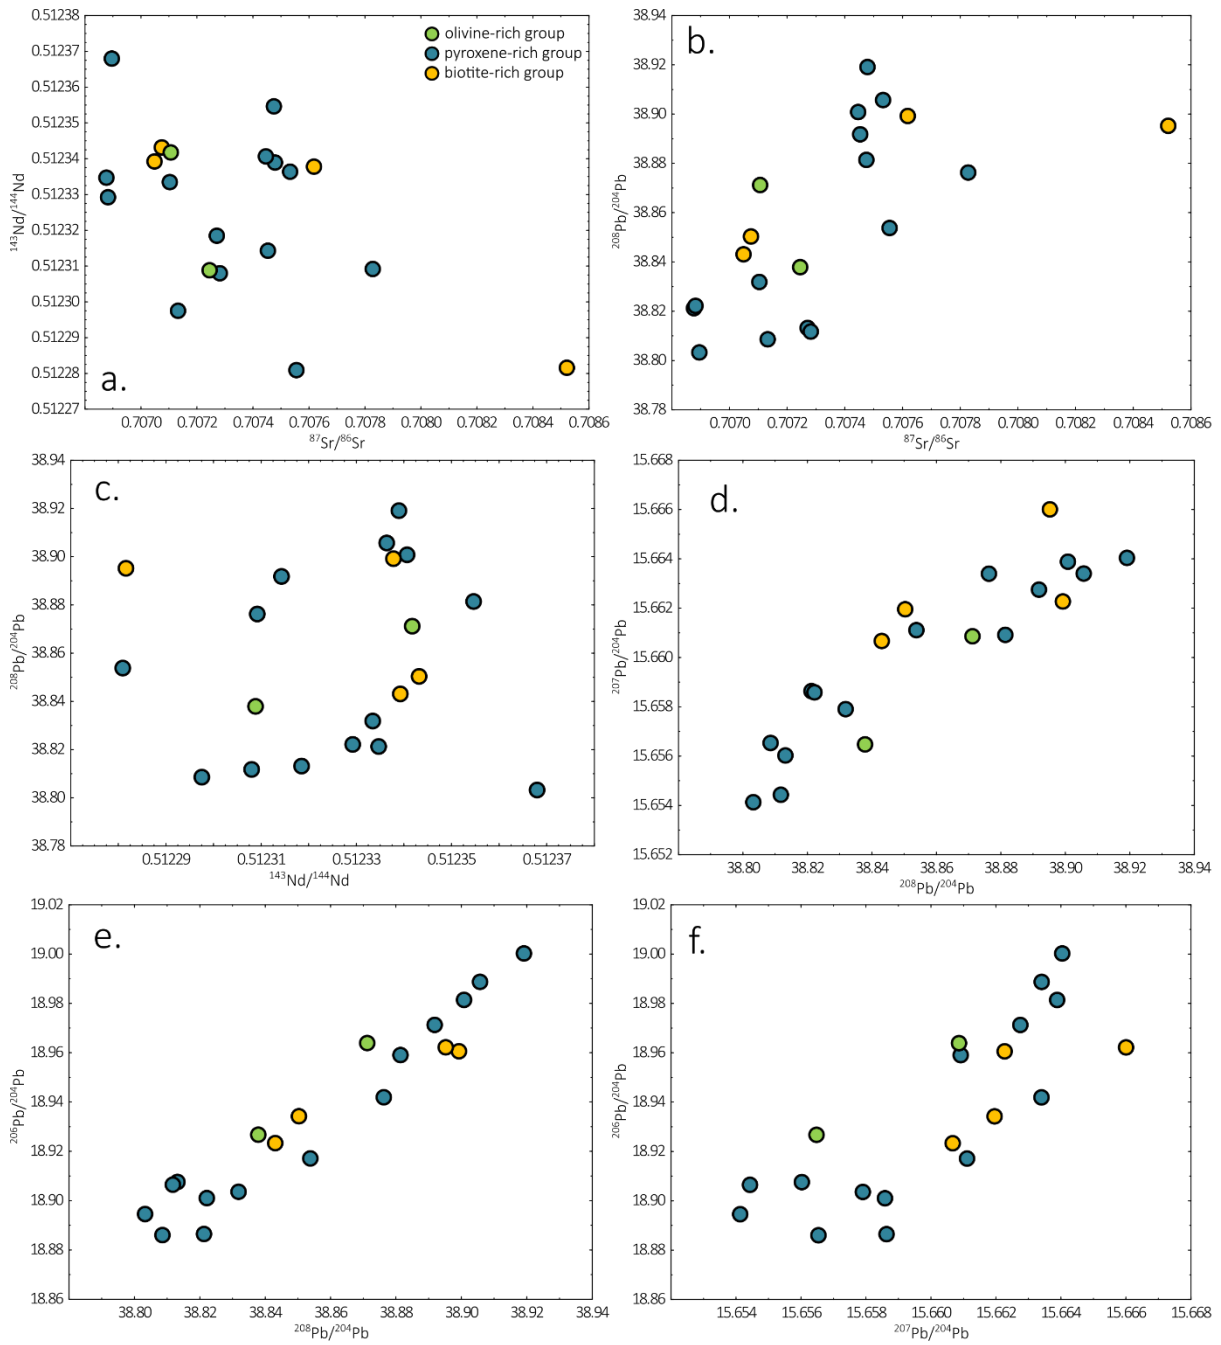 0.51238
0.51237
0.51236
0.51235
0.51234
0.51233
0.51232
0.51231
0.51230
0.51229
0.51228
0.51227
¹⁴³Nd/¹⁴⁴Nd
olivine-rich group
pyroxene-rich group
biotite-rich group
a.
0.7070 0.7072 0.7074 0.7076 0.7078 0.7080 0.7082 0.7084 0.7086
⁸⁷Sr/⁸⁶Sr
38.94
38.92
38.90
38.88
38.86
38.84
38.82
38.80
38.78
²⁰⁸Pb/²⁰⁴Pb
b.
0.7070 0.7072 0.7074 0.7076 0.7078 0.7080 0.7082 0.7084 0.7086
⁸⁷Sr/⁸⁶Sr
38.94
38.92
38.90
38.88
38.86
38.84
38.82
38.80
38.78
²⁰⁸Pb/²⁰⁴Pb
c.
0.51229 0.51231 0.51233 0.51235 0.51237
¹⁴³Nd/¹⁴⁴Nd
15.668
15.666
15.664
15.662
15.660
15.658
15.656
15.654
15.652
²⁰⁷Pb/²⁰⁴Pb
d.
38.80 38.82 38.84 38.86 38.88 38.90 38.92 38.94
²⁰⁸Pb/²⁰⁴Pb
19.02
19.00
18.98
18.96
18.94
18.92
18.90
18.88
18.86
²⁰⁶Pb/²⁰⁴Pb
e.
38.80 38.82 38.84 38.86 38.88 38.90 38.92 38.94
²⁰⁸Pb/²⁰⁴Pb
19.02
19.00
18.98
18.96
18.94
18.92
18.90
18.88
18.86
²⁰⁶Pb/²⁰⁴Pb
f.
15.654 15.656 15.658 15.660 15.662 15.664 15.666 15.668
²⁰⁷Pb/²⁰⁴Pb